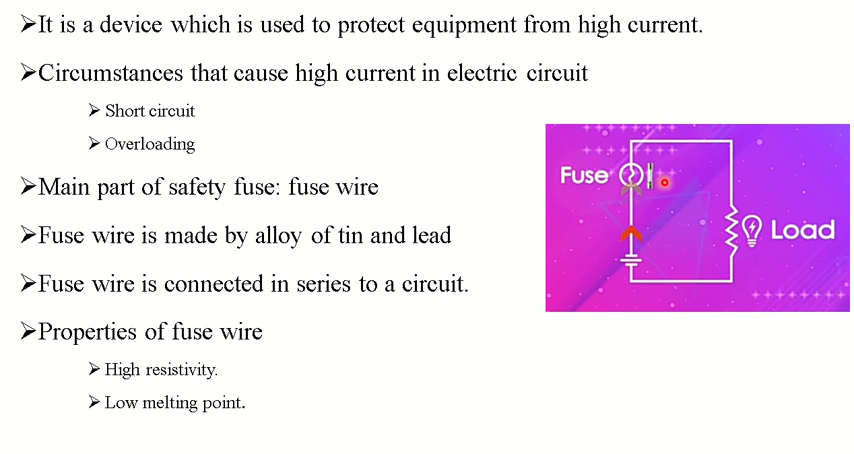 ➢It is a device which is used to protect equipment from high current.
➢Circumstances that cause high current in electric circuit
➢ Short circuit
➢ Overloading
➢Main part of safety fuse: fuse wire
➢Fuse wire is made by alloy of tin and lead
➢Fuse wire is connected in series to a circuit.
➢Properties of fuse wire
➢ High resistivity.
➢ Low melting point.
Fuse
Load